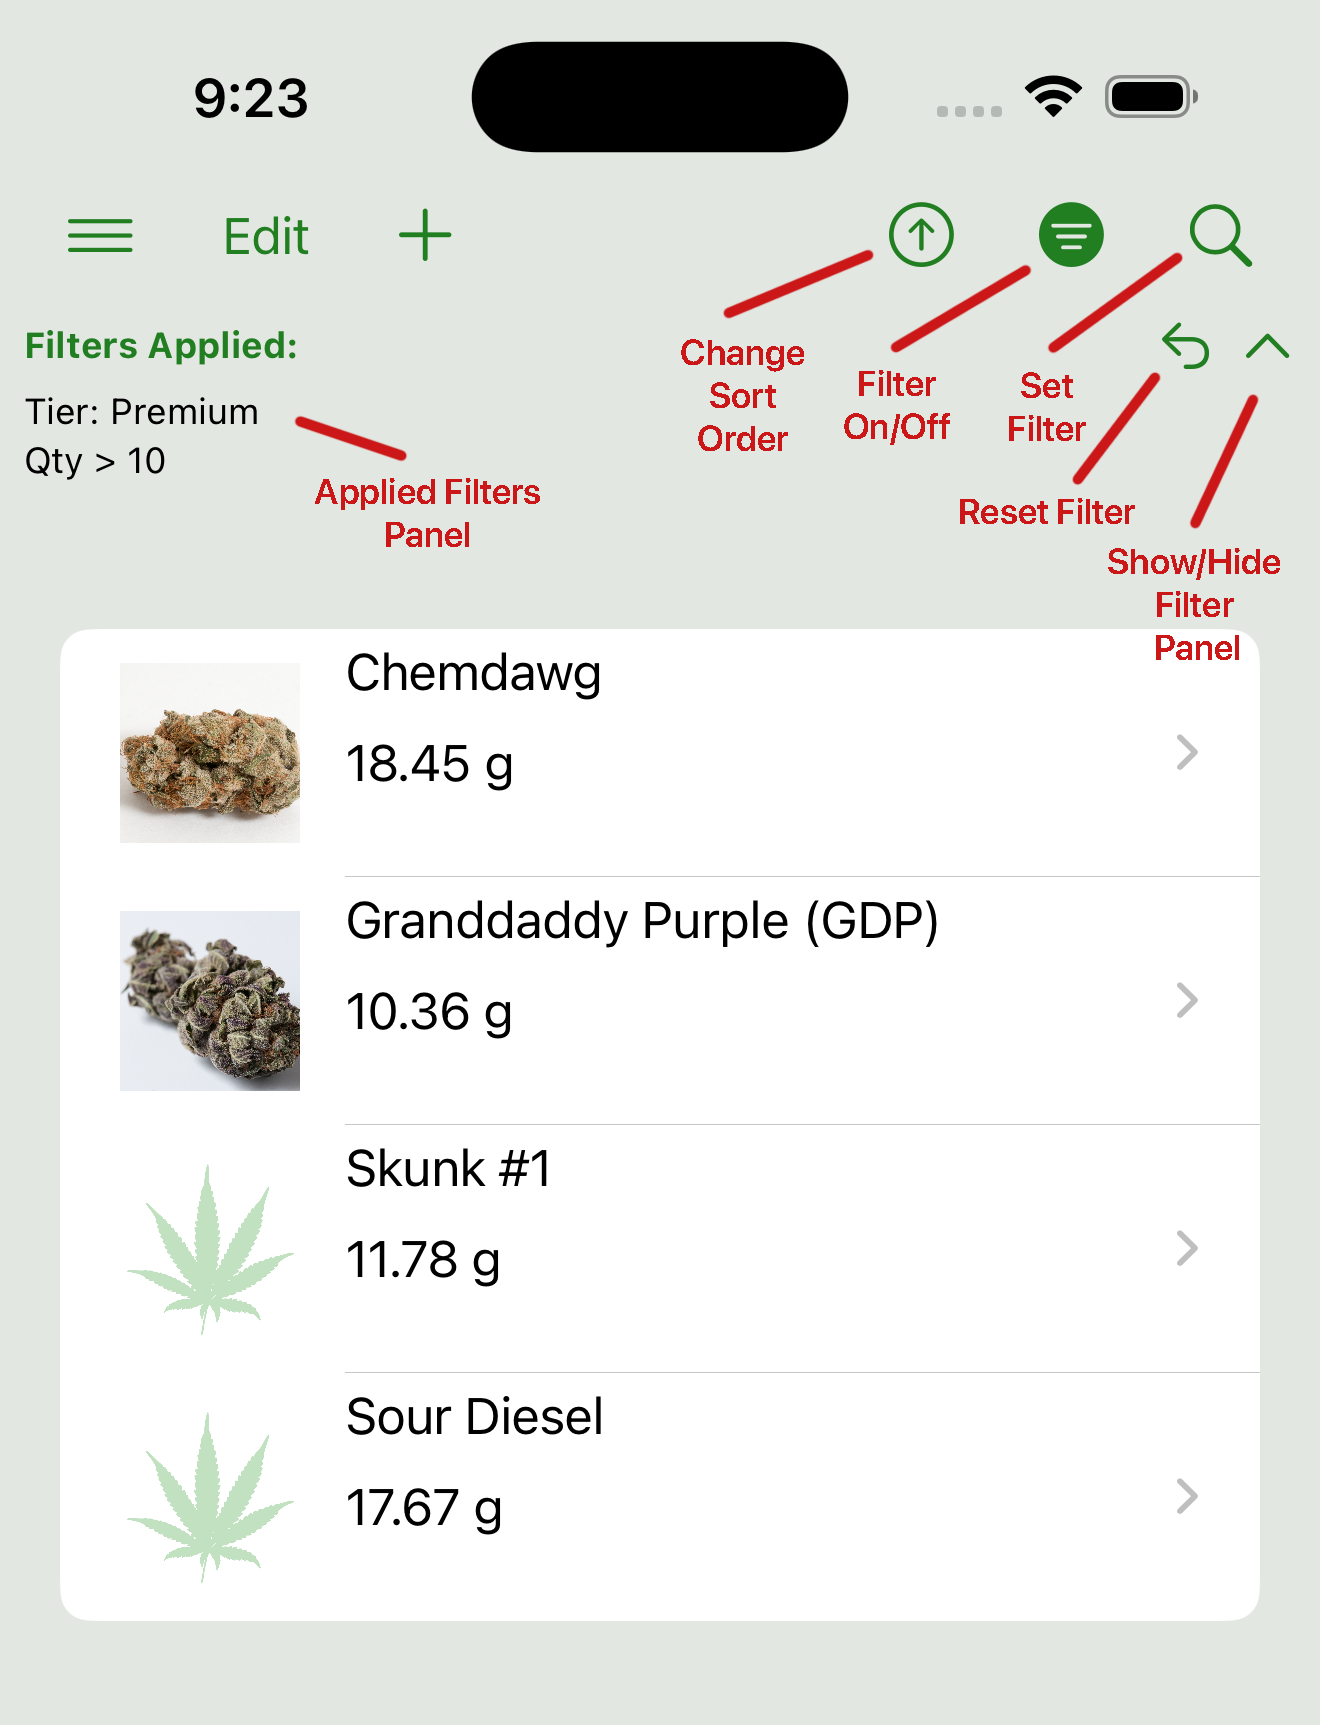 9:23
Edit
Filters Applied:
Tier: Premium
Qty > 10
Applied Filters
Panel
Change
Sort
Order
Filter
On/Off
Set
Filter
Reset Filter
Show/Hide
Filter
Panel
Chemdawg
18.45 g
Granddaddy Purple (GDP)
10.36 g
Skunk #1
11.78 g
Sour Diesel
17.67 g